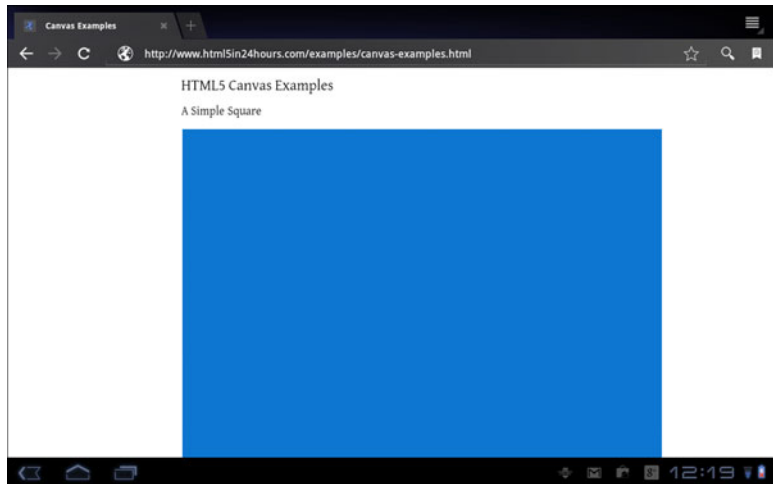 Canvas Examples
http://www.html5in24hours.com/examples/canvas-examples.html
HTML5 Canvas Examples
A Simple Square
12:19